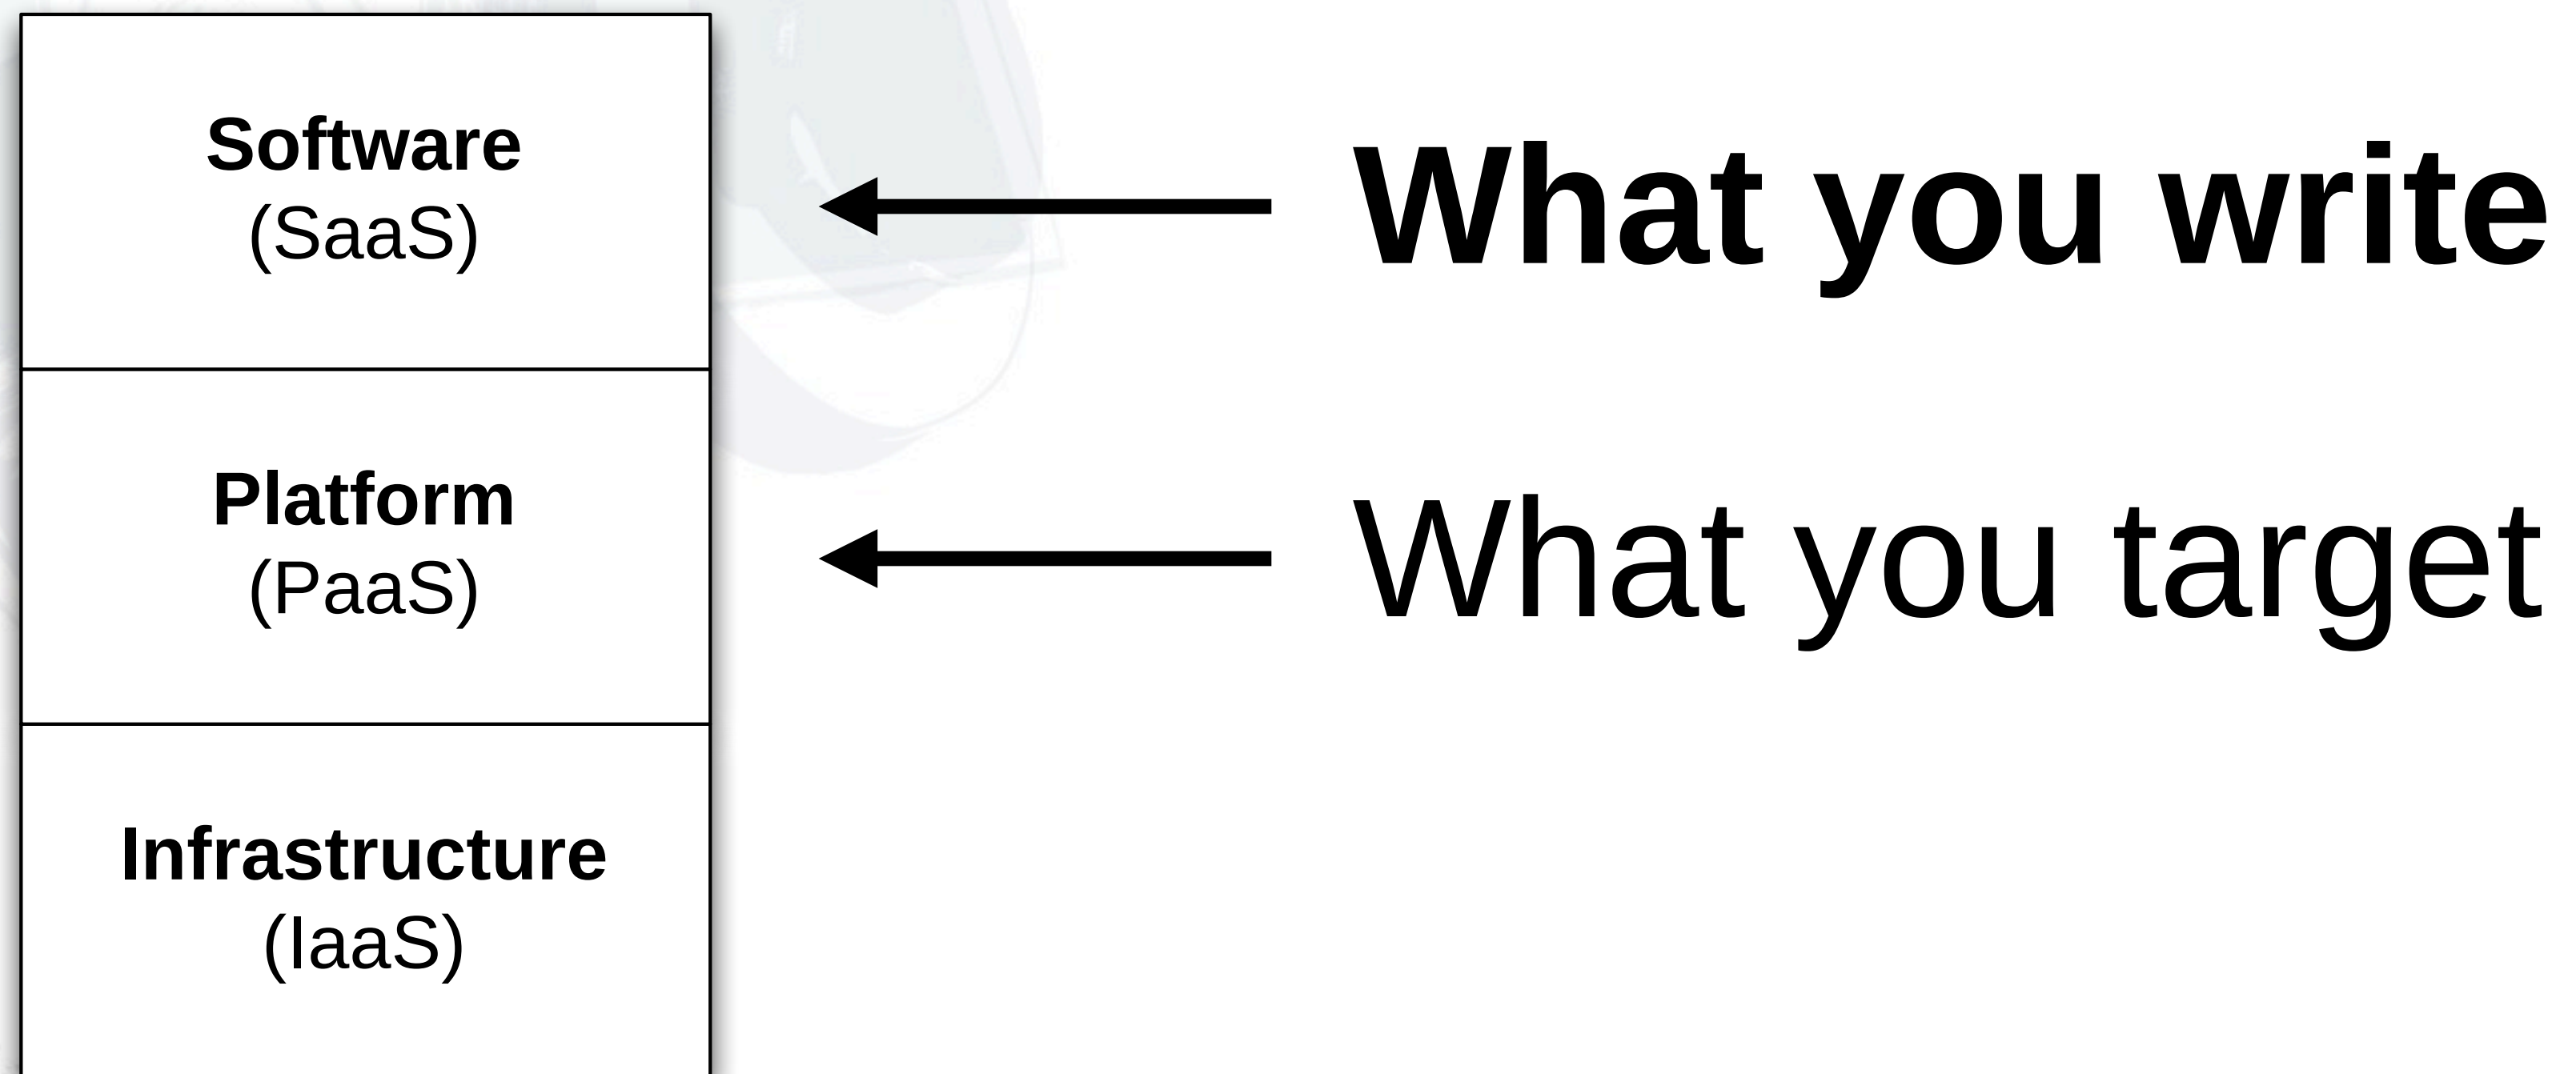 Software
(SaaS)
What you write
Platform
(PaaS)
What you target
Infrastructure
(IaaS)